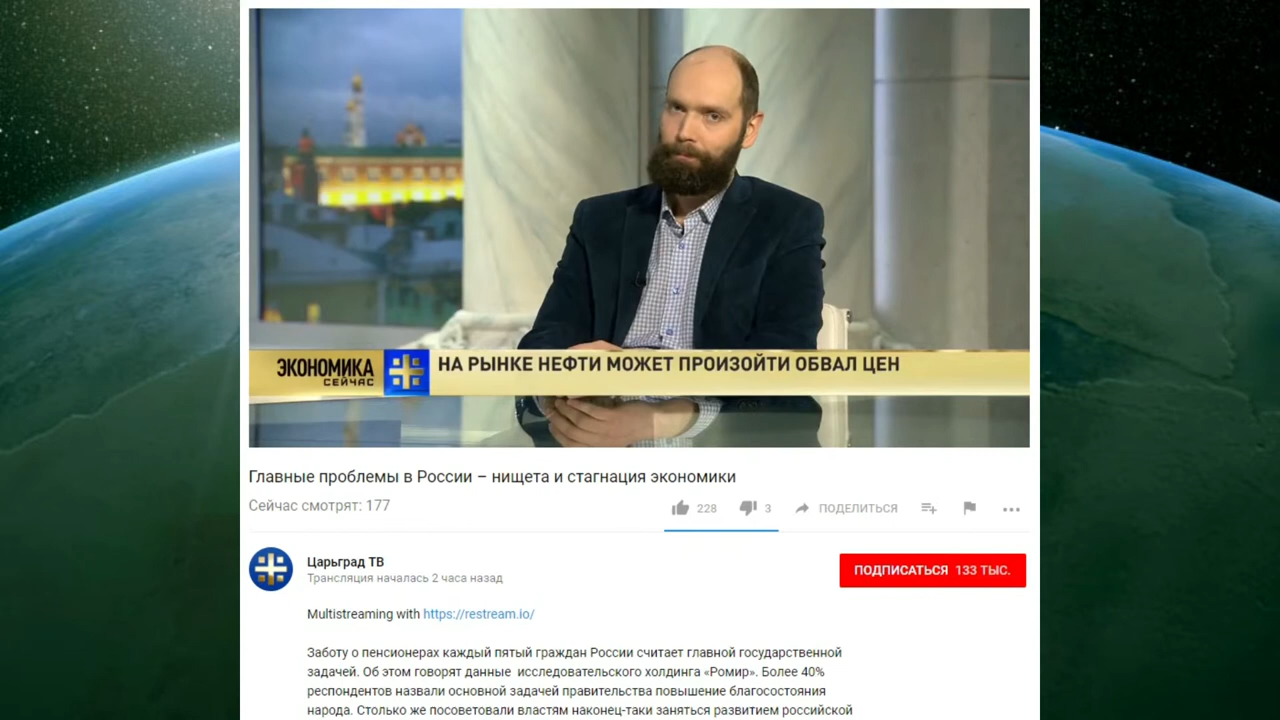 ЭКОНОМИКА
СЕЙЧАС
НА РЫНКЕ НЕФТИ МОЖЕТ ПРОИЗОЙТИ ОБВАЛ ЦЕН
Главные проблемы в России – нищета и стагнация экономики
Сейчас смотрят: 177
228
3
ПОДЕЛИТЬСЯ
Царьград ТВ
Трансляция началась 2 часа назад
ПОДПИСАТЬСЯ 133 ТЫС.
Multistreaming with https://restream.io/
Заботу о пенсионерах каждый пятый граждан России считает главной государственной
задачей. Об этом говорят данные исследовательского холдинга «Ромир». Более 40%
респондентов назвали основной задачей правительства повышение благосостояния
народа. Столько же посоветовали властям наконец-таки заняться развитием российской